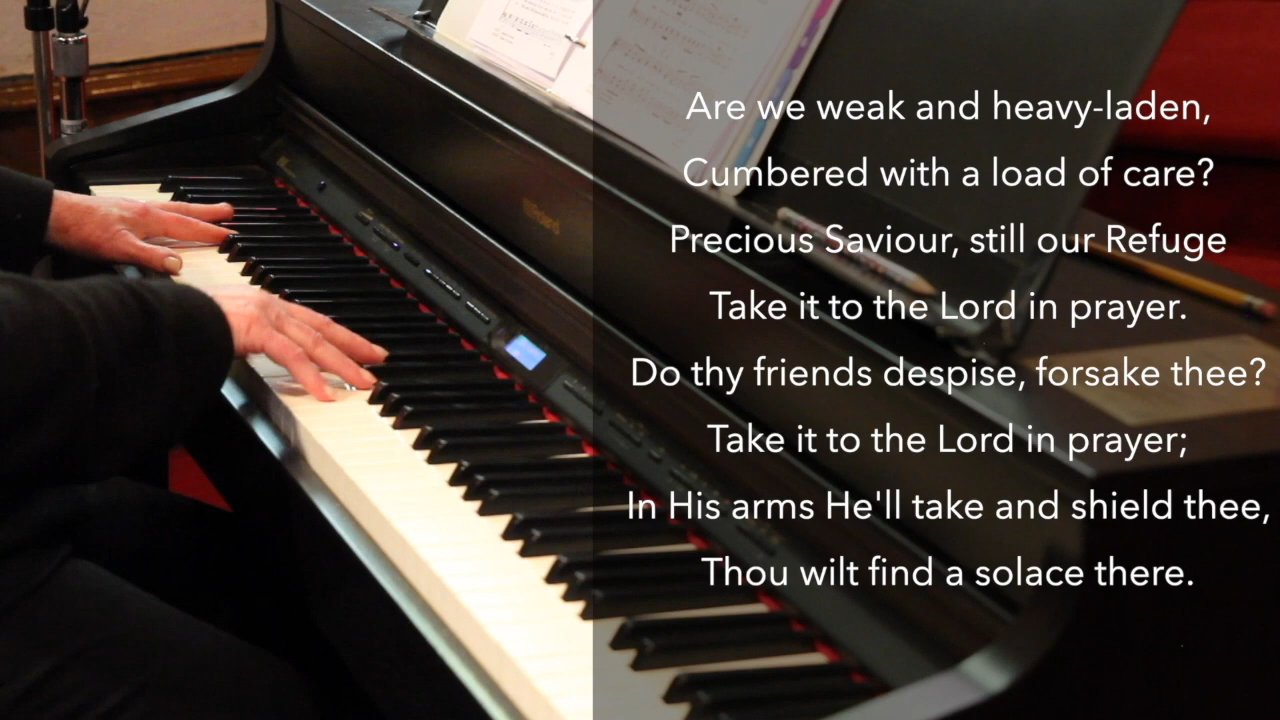 Are we weak and heavy-laden,
Cumbered with a load of care?
Precious Saviour, still our Refuge
Take it to the Lord in prayer.
Do thy friends despise, forsake thee?
Take it to the Lord in prayer;
In His arms He'll take and shield thee,
Thou wilt find a solace there.
Roland